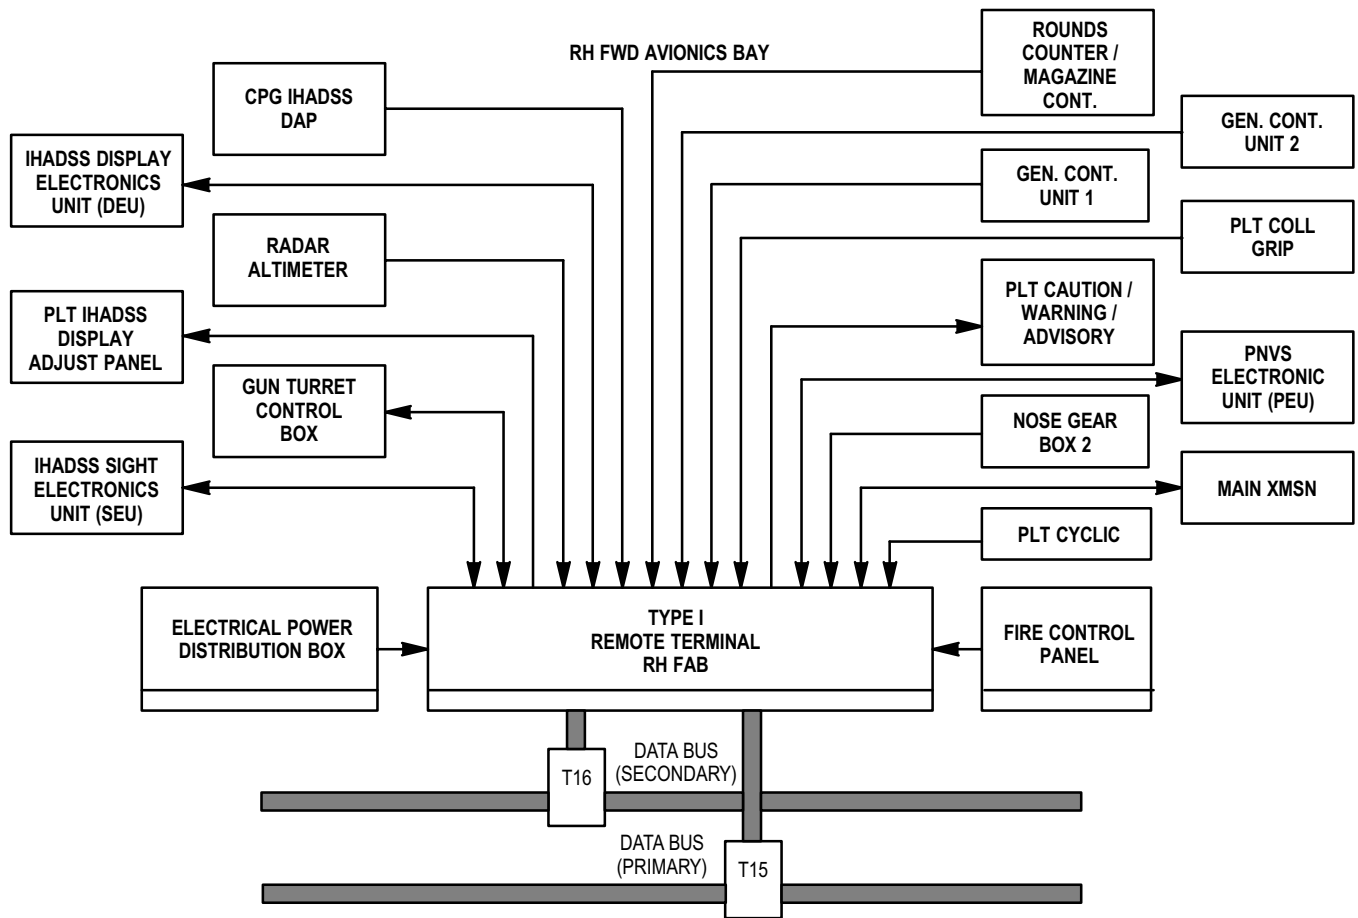 RH FWD AVIONICS BAY
ROUNDS
COUNTER /
MAGAZINE
CONT.
CPG IHADSS
DAP
GEN. CONT.
UNIT 2
IHADSS DISPLAY
ELECTRONICS
UNIT (DEU)
GEN. CONT.
UNIT 1
RADAR
ALTIMETER
PLT COLL
GRIP
PLT IHADSS
DISPLAY
ADJUST PANEL
PLT CAUTION /
WARNING /
ADVISORY
PNVS
ELECTRONIC
UNIT (PEU)
GUN TURRET
CONTROL
BOX
NOSE GEAR
BOX 2
IHADSS SIGHT
ELECTRONICS
UNIT (SEU)
MAIN XMSN
PLT CYCLIC
ELECTRICAL POWER
DISTRIBUTION BOX
TYPE I
REMOTE TERMINAL
RH FAB
FIRE CONTROL
PANEL
T16
DATA BUS
(SECONDARY)
DATA BUS
(PRIMARY)
T15